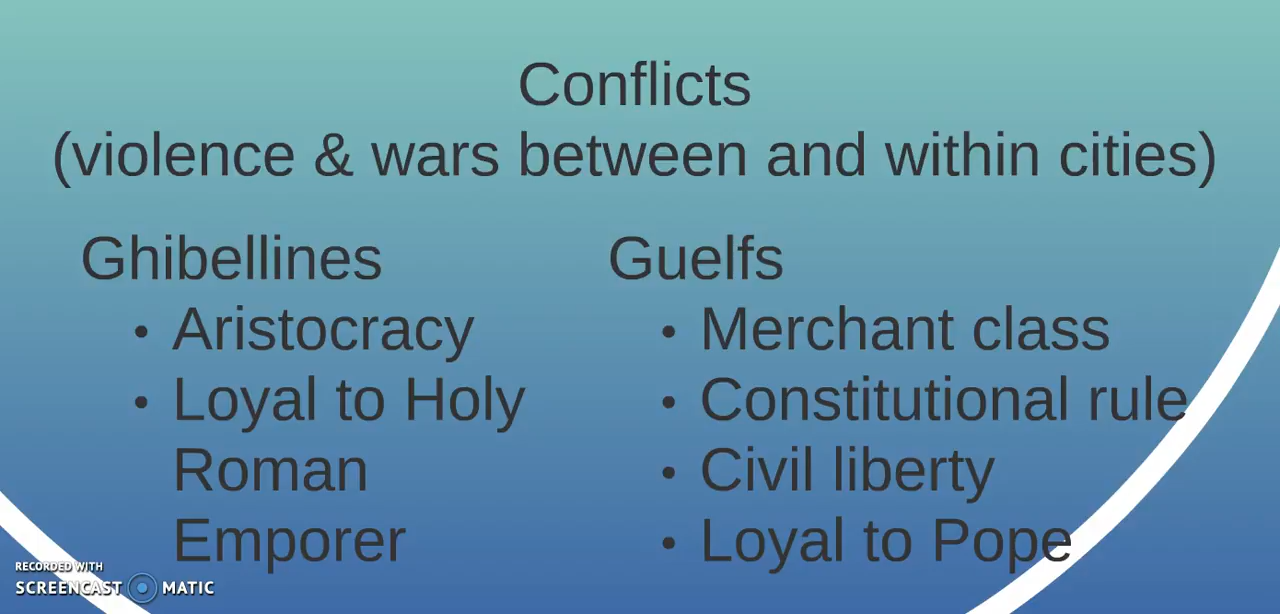 Conflicts
(violence & wars between and within cities)
Ghibellines
• Aristocracy
• Loyal to Holy
Roman
Emporer
Guelfs
• Merchant class
• Constitutional rule
• Civil liberty
• Loyal to Pope
RECORDED WITH
SCREENCAST MATIC